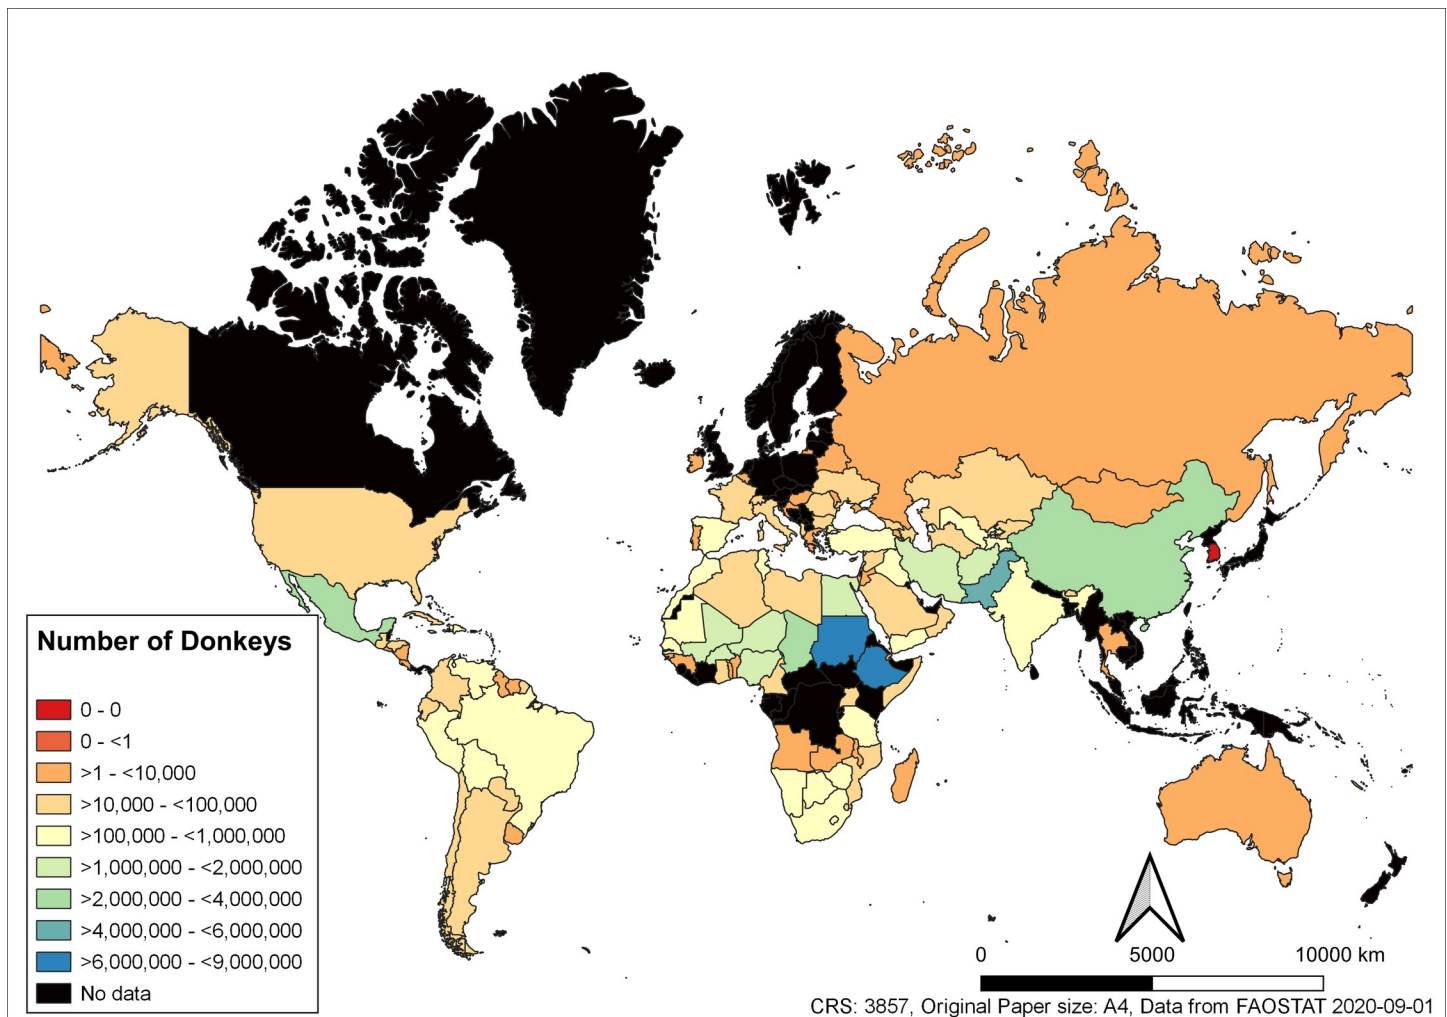 Number of Donkeys
0 - 0
0 - <1
>1 - <10,000
>10,000 - <100,000
>100,000 - <1,000,000
>1,000,000 - <2,000,000
>2,000,000 - <4,000,000
>4,000,000 - <6,000,000
>6,000,000 - <9,000,000
No data
0 5000 10000 km
CRS: 3857, Original Paper size: A4, Data from FAOSTAT 2020-09-01